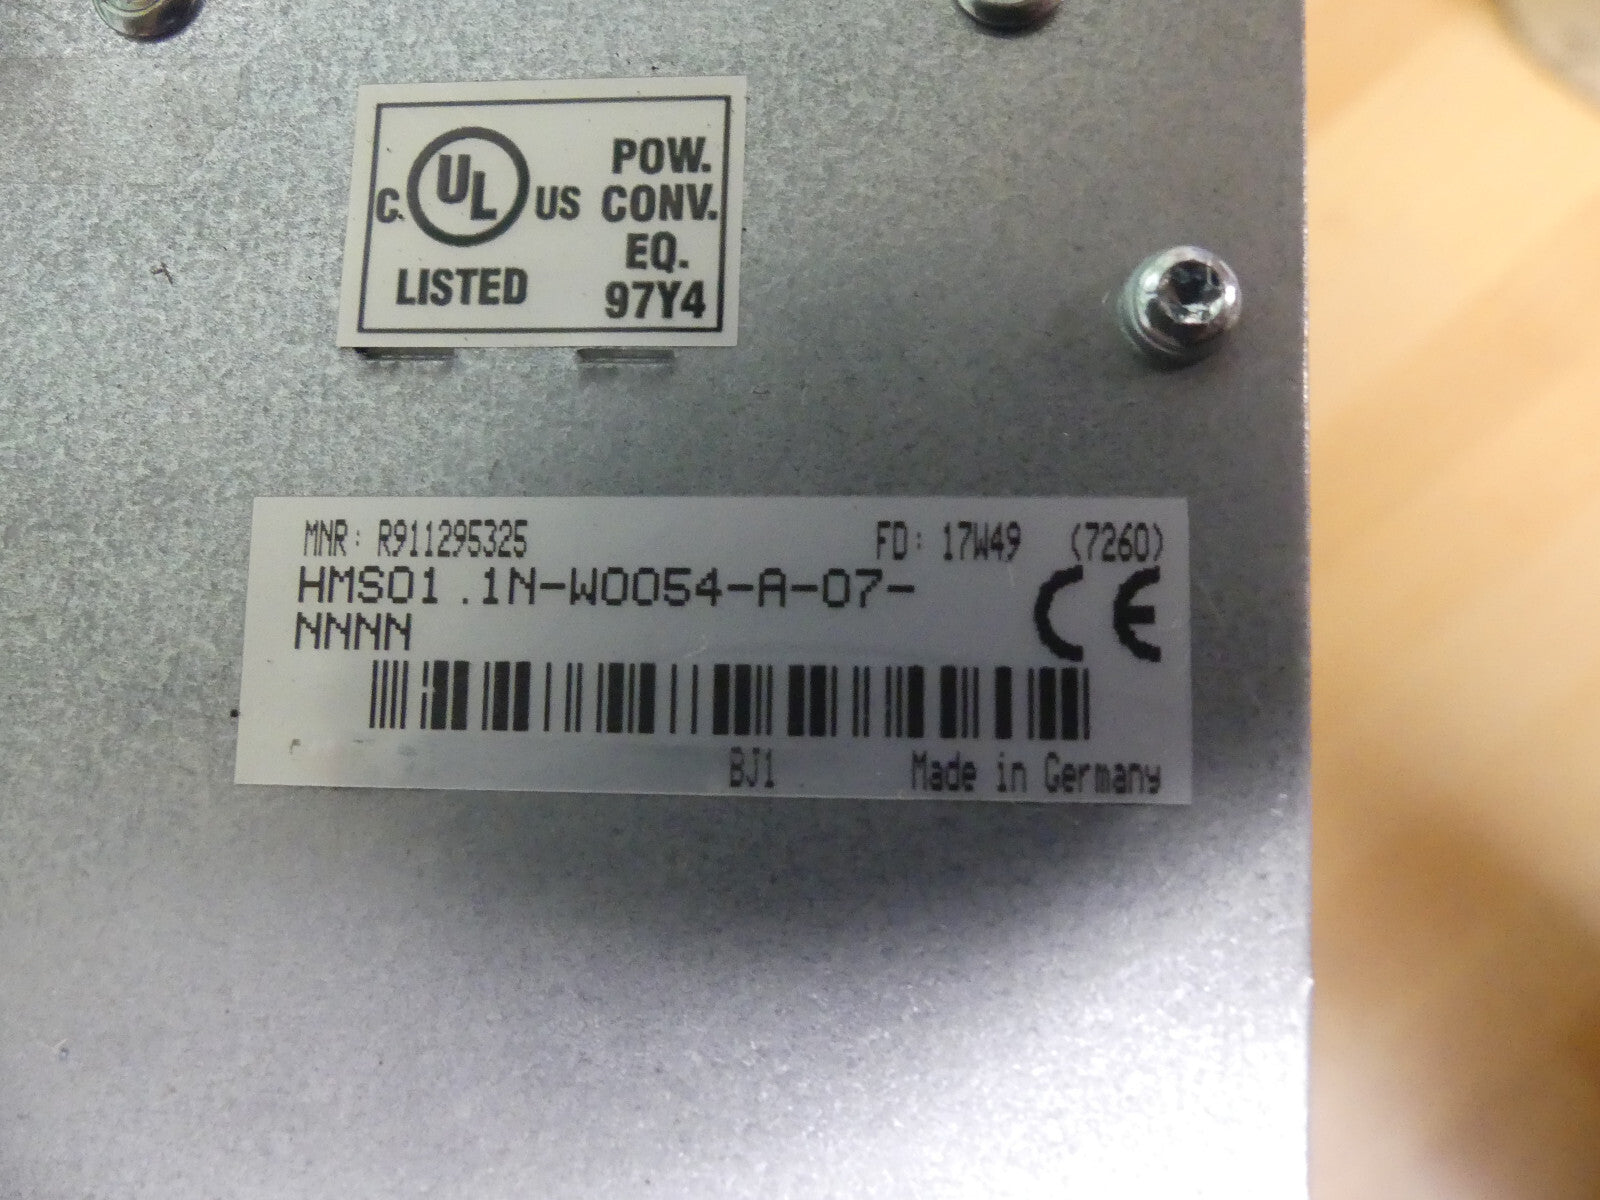 C UL US
LISTED
POW.
CONV.
EQ.
97Y4
MNR: R911295325 FD: 17W49 (7260)
HMS01.1N-W0054-A-07-
NNNN
CE
BJ1 Made in Germany